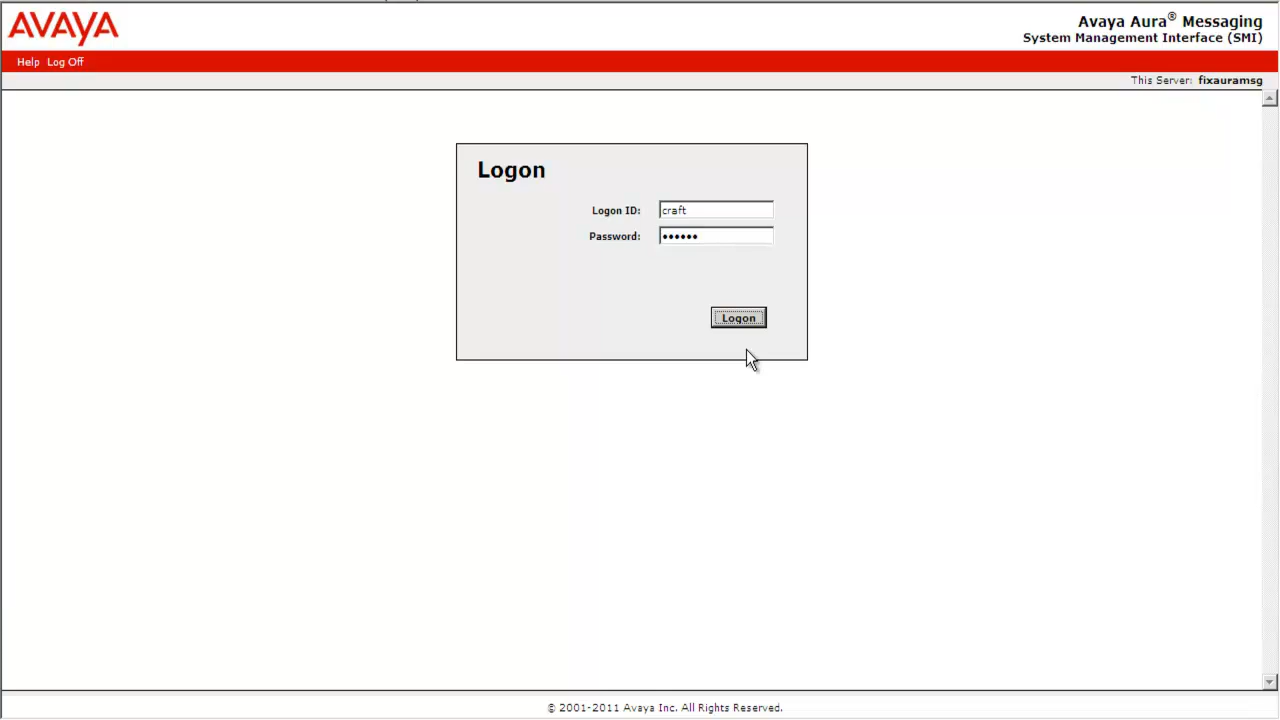 AVAYA
Avaya Aura® Messaging
System Management Interface (SMI)
Help Log Off
This Server: fixauramsg
Logon
Logon ID: craft
Password: ••••••
Logon
© 2001-2011 Avaya Inc. All Rights Reserved.